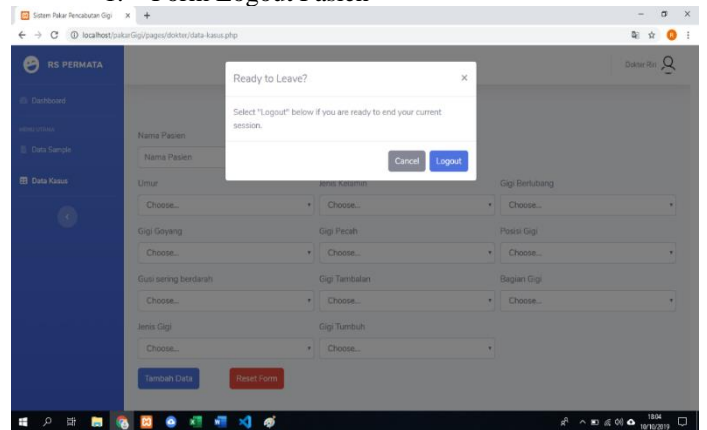 Form Logout Pasien
Sistem Pakar Pencabutan Gigi
localhost/pakarGigi/pages/dokter/data-kasus.php
RS PERMATA
Dokter Riri
Ready to Leave?
Select "Logout" below if you are ready to end your current
session.
Cancel
Logout
Dashboard
Data Sample
Data Kasus
Nama Pasien
Nama Pasien
Umur
Jenis Kelamin
Gigi Berlubang
Choose...
Choose...
Choose...
Gigi Goyang
Gigi Pecah
Posisi Gigi
Choose...
Choose...
Choose...
Gusi sering berdarah
Gigi Tambalan
Bagian Gigi
Choose...
Choose...
Choose...
Jenis Gigi
Gigi Tumbuh
Choose...
Choose...
Tambah Data
Reset Form
18:04
10/10/2019